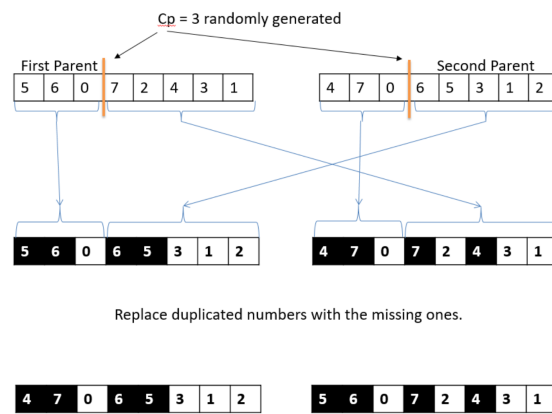 Cp = 3 randomly generated
First Parent
Second Parent
5 6 0 7 2 4 3 1
4 7 0 6 5 3 1 2
5 6 0 6 5 3 1 2
4 7 0 7 2 4 3 1
Replace duplicated numbers with the missing ones.
4 7 0 6 5 3 1 2
5 6 0 7 2 4 3 1